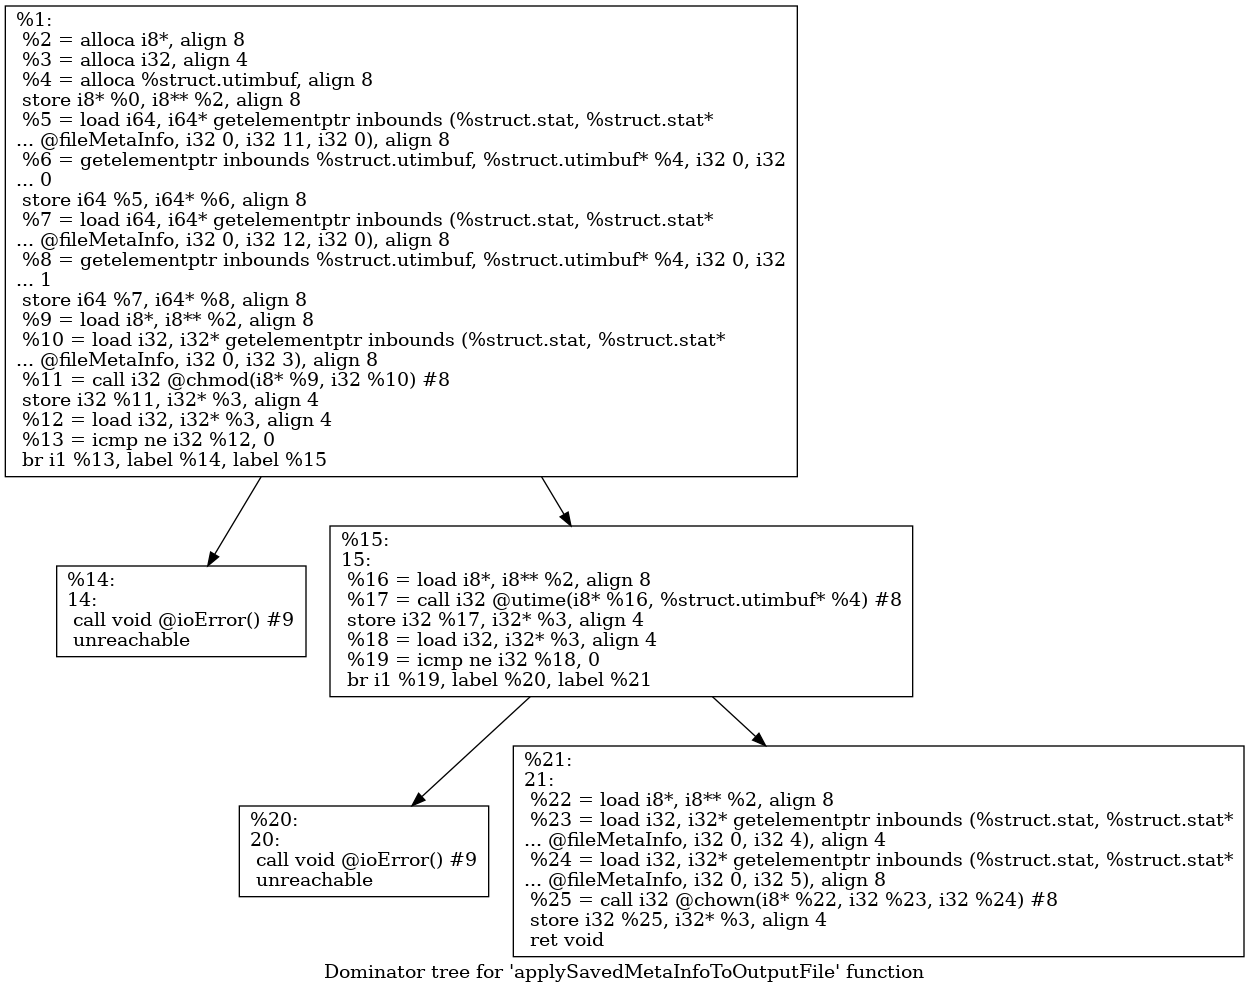 %1:
%2 = alloca i8*, align 8
%3 = alloca i32, align 4
%4 = alloca %struct.utimbuf, align 8
store i8* %0, i8** %2, align 8
%5 = load i64, i64* getelementptr inbounds (%struct.stat, %struct.stat*
... @fileMetaInfo, i32 0, i32 11, i32 0), align 8
%6 = getelementptr inbounds %struct.utimbuf, %struct.utimbuf* %4, i32 0, i32
... 0
store i64 %5, i64* %6, align 8
%7 = load i64, i64* getelementptr inbounds (%struct.stat, %struct.stat*
... @fileMetaInfo, i32 0, i32 12, i32 0), align 8
%8 = getelementptr inbounds %struct.utimbuf, %struct.utimbuf* %4, i32 0, i32
... 1
store i64 %7, i64* %8, align 8
%9 = load i8*, i8** %2, align 8
%10 = load i32, i32* getelementptr inbounds (%struct.stat, %struct.stat*
... @fileMetaInfo, i32 0, i32 3), align 8
%11 = call i32 @chmod(i8* %9, i32 %10) #8
store i32 %11, i32* %3, align 4
%12 = load i32, i32* %3, align 4
%13 = icmp ne i32 %12, 0
br i1 %13, label %14, label %15
%14:
14:
call void @ioError() #9
unreachable
%15:
15:
%16 = load i8*, i8** %2, align 8
%17 = call i32 @utime(i8* %16, %struct.utimbuf* %4) #8
store i32 %17, i32* %3, align 4
%18 = load i32, i32* %3, align 4
%19 = icmp ne i32 %18, 0
br i1 %19, label %20, label %21
%20:
20:
call void @ioError() #9
unreachable
%21:
21:
%22 = load i8*, i8** %2, align 8
%23 = load i32, i32* getelementptr inbounds (%struct.stat, %struct.stat*
... @fileMetaInfo, i32 0, i32 4), align 4
%24 = load i32, i32* getelementptr inbounds (%struct.stat, %struct.stat*
... @fileMetaInfo, i32 0, i32 5), align 8
%25 = call i32 @chown(i8* %22, i32 %23, i32 %24) #8
store i32 %25, i32* %3, align 4
ret void
Dominator tree for 'applySavedMetaInfoToOutputFile' function